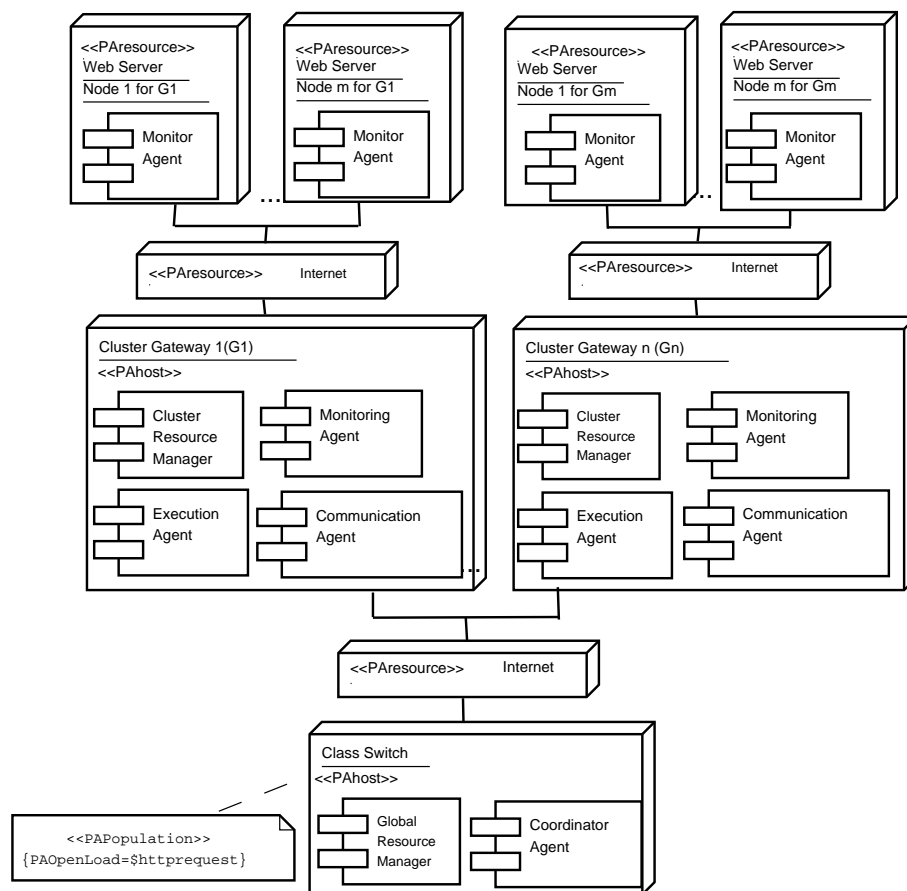 <<PAresource>>
Web Server
Node 1 for G1
Monitor
Agent
<<PAresource>>
Web Server
Node m for G1
Monitor
Agent
...
<<PAresource>>
Web Server
Node 1 for Gm
Monitor
Agent
<<PAresource>>
Web Server
Node m for Gm
Monitor
Agent
...
<<PAresource>> Internet
<<PAresource>> Internet
Cluster Gateway 1(G1)
<<PAhost>>
Cluster
Resource
Manager
Monitoring
Agent
Execution
Agent
Communication
Agent
...
Cluster Gateway n (Gn)
<<PAhost>>
Cluster
Resource
Manager
Monitoring
Agent
Execution
Agent
Communication
Agent
<<PAresource>> Internet
Class Switch
<<PAhost>>
Global
Resource
Manager
Coordinator
Agent
<<PAPopulation>>
{PAOpenLoad=$httprequest}